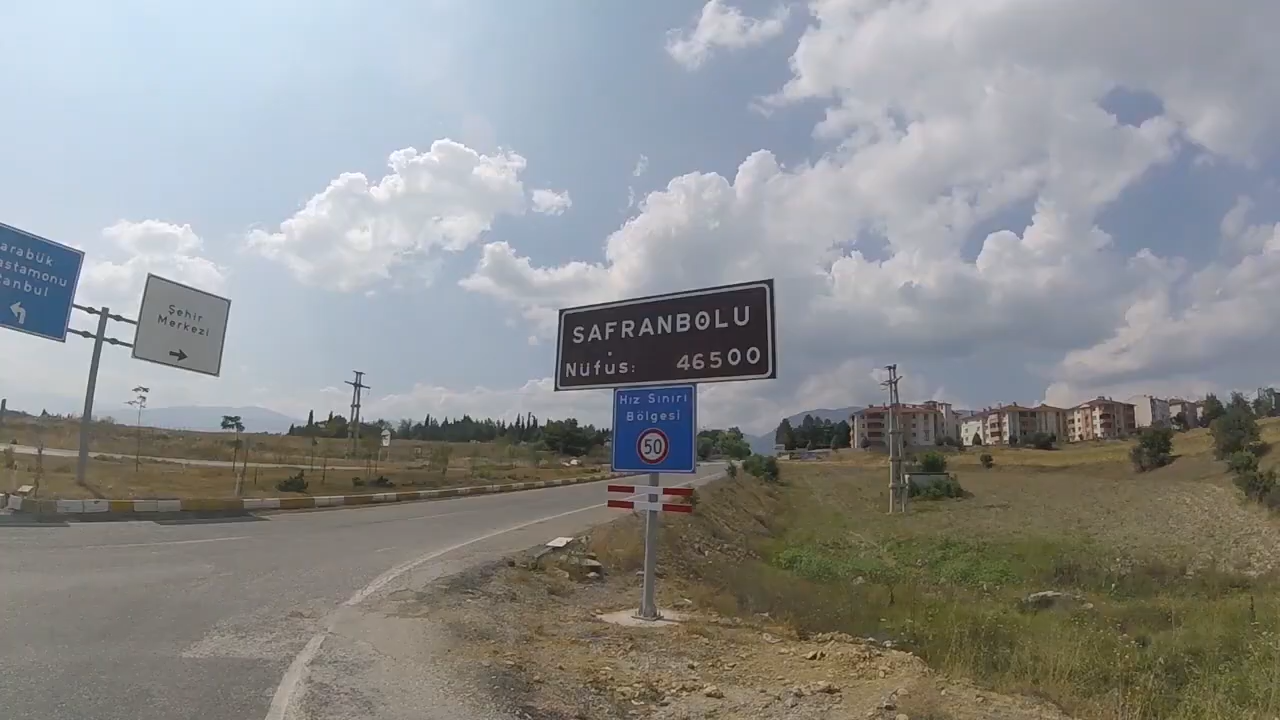 arabük
astamonu
tanbul
Şehir
Merkezi
SAFRANBOLU
Nüfus: 46500
Hız Sınırı
Bölgesi
50